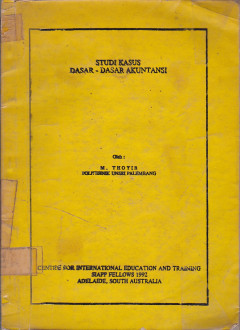 STUDI KASUS
DASAR - DASAR AKUNTANSI
Oleh :
M. THOYIB
POLITEKNIK UNSRI PALEMBANG
CENTRE FOR INTERNATIONAL EDUCATION AND TRAINING
SIAPP FELLOWS 1992
ADELAIDE, SOUTH AUSTRALIA